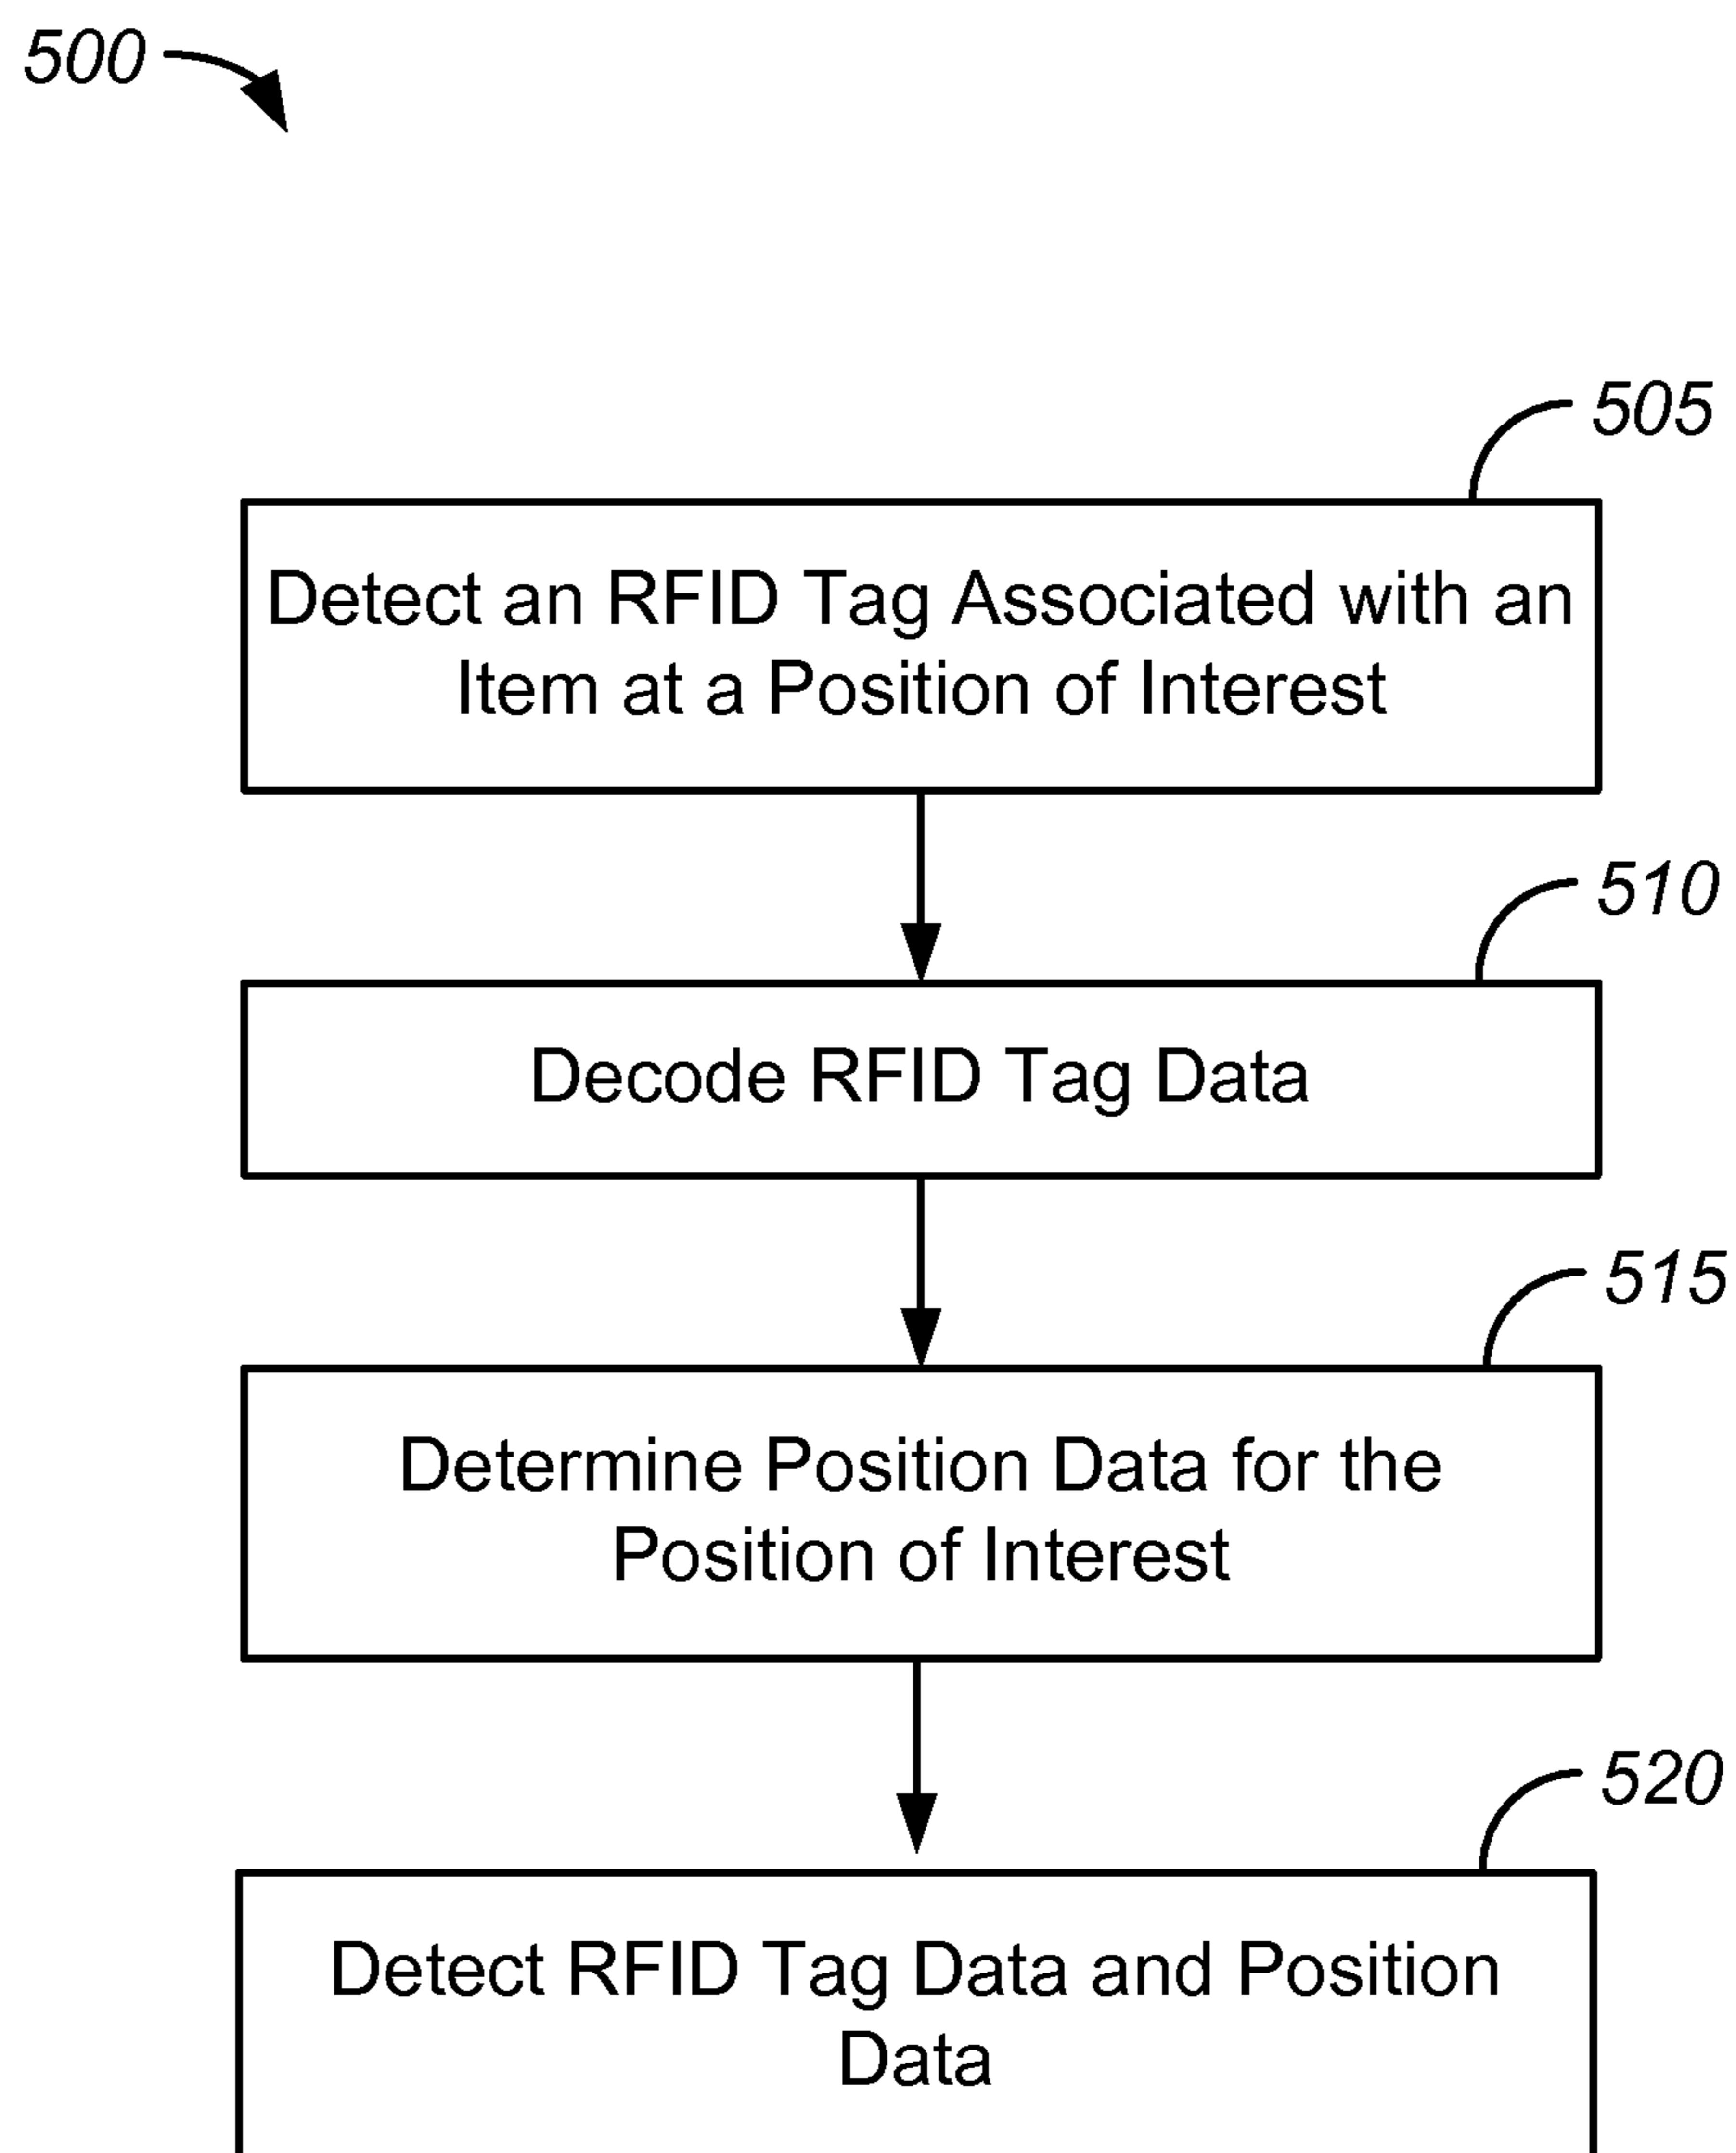 500
505
Detect an RFID Tag Associated with an
Item at a Position of Interest
510
Decode RFID Tag Data
515
Determine Position Data for the
Position of Interest
520
Detect RFID Tag Data and Position
Data